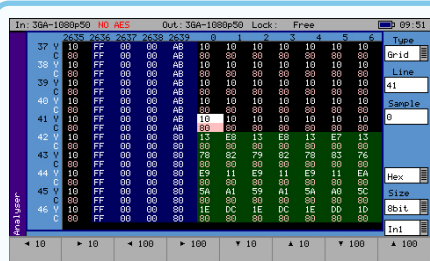 In: 3GA-1080p50 NO AES Out: 3GA-1080p50 Lock: Free 09:51
2635 2636 2637 2638 2639 0 1 2 3 4 5 6 Type
37 Y 10 FF 00 00 AB 10 10 10 10 10 10 10 Grid
C 80 FF 00 00 AB 80 80 80 80 80 80 80
38 Y 10 FF 00 00 AB 10 10 10 10 10 10 10 Line
C 80 FF 00 00 AB 80 80 80 80 80 80 80
39 Y 10 FF 00 00 AB 10 10 10 10 10 10 10 41
C 80 FF 00 00 AB 80 80 80 80 80 80 80
40 Y 10 FF 00 00 AB 10 10 10 10 10 10 10 Sample
C 80 FF 00 00 AB 80 80 80 80 80 80 80
41 Y 10 FF 00 00 AB 10 10 10 10 10 10 10 0
C 80 FF 00 00 AB 80 80 80 80 80 80 80
42 Y 10 FF 00 00 80 13 E8 13 E8 13 E7 13
C 80 FF 00 00 80 80 80 80 80 80 80 80
43 Y 10 FF 00 00 80 78 82 79 82 78 83 76
C 80 FF 00 00 80 80 80 80 80 80 80 80
44 Y 10 FF 00 00 80 E9 11 E9 11 E9 11 EA Hex
C 80 FF 00 00 80 80 80 80 80 80 80 80
45 Y 10 FF 00 00 80 5A A1 59 A1 5A A0 5C Size
C 80 FF 00 00 80 80 80 80 80 80 80 80 8bit
46 Y 10 FF 00 00 80 1E DC 1E DC 1E DD 1D
C 80 FF 00 00 80 80 80 80 80 80 80 80 In1
Analyser
◄ 10 ► 10 ◄ 100 ► 100 ▼ 10 ▲ 10 ▼ 100 ▲ 100